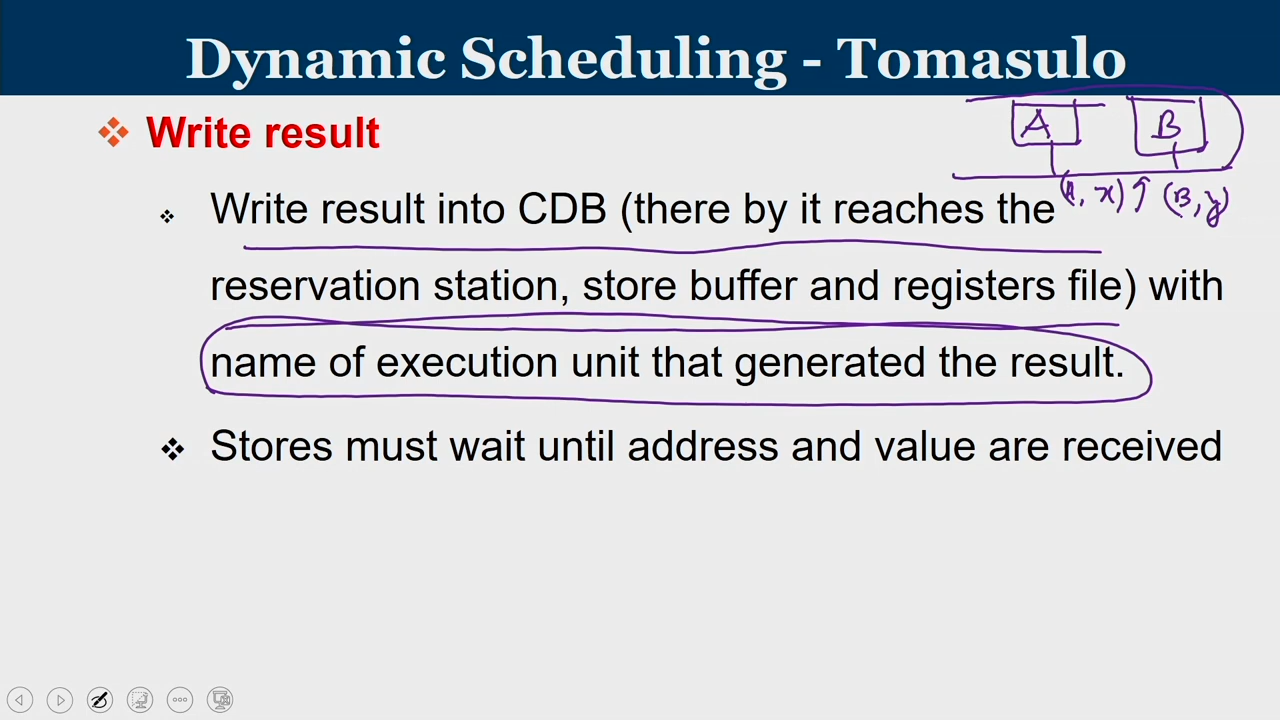 Dynamic Scheduling - Tomasulo
Write result
A B
Write result into CDB (there by it reaches the
(A, x) (B, y)
reservation station, store buffer and registers file) with
name of execution unit that generated the result.
Stores must wait until address and value are received